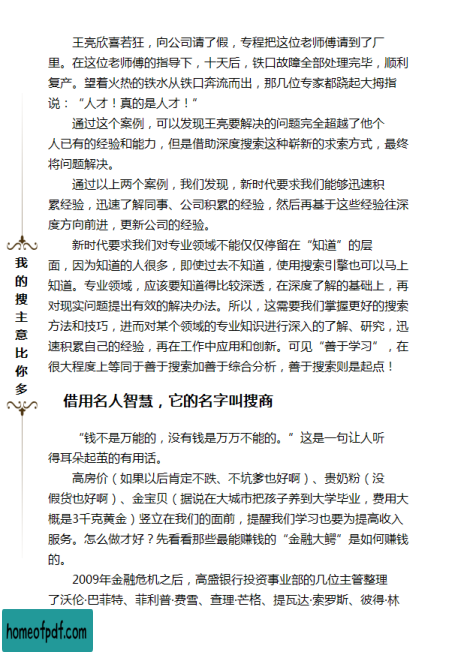 王亮欣喜若狂，向公司请了假，专程把这位老师傅请到了厂
里。在这位老师傅的指导下，十天后，铁口故障全部处理完毕，顺利
复产。望着火热的铁水从铁口奔流而出，那几位专家都跷起大拇指
说：“人才！真的是人才！”
通过这个案例，可以发现王亮要解决的问题完全超越了他个
人已有的经验和能力，但是借助深度搜索这种崭新的求索方式，最终
将问题解决。
通过以上两个案例，我们发现，新时代要求我们能够迅速积
累经验，迅速了解同事、公司积累的经验，然后再基于这些经验往深
度方向前进，更新公司的经验。
新时代要求我们对专业领域不能仅仅停留在“知道”的层
面，因为知道的人很多，即使过去不知道，使用搜索引擎也可以马上
知道。专业领域，应该要知道得比较深透，在深度了解的基础上，再
对现实问题提出有效的解决办法。所以，这需要我们掌握更好的搜索
方法和技巧，进而对某个领域的专业知识进行深入的了解、研究，迅
速积累自己的经验，再在工作中应用和创新。可见“善于学习”，在
很大程度上等同于善于搜索加善于综合分析，善于搜索则是起点！
我的搜主意比你多
借用名人智慧，它的名字叫搜商
“钱不是万能的，没有钱是万万不能的。”这是一句让人听
得耳朵起茧的有用话。
高房价（如果以后肯定不跌、不坑爹也好啊）、贵奶粉（没
假货也好啊）、金宝贝（据说在大城市把孩子养到大学毕业，费用大
概是3千克黄金）竖立在我们的面前，提醒我们学习也要为提高收入
服务。怎么做才好？先看看那些最能赚钱的“金融大鳄”是如何赚钱
的。
2009年金融危机之后，高盛银行投资事业部的几位主管整理
了沃伦·巴菲特、菲利普·费雪、查理·芒格、提瓦达·索罗斯、彼得·林
homeofpdf.com